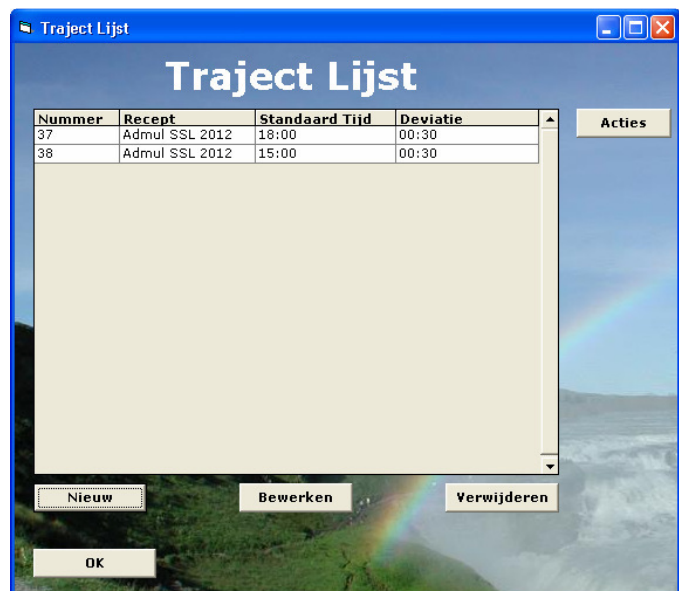 Traject Lijst
Traject Lijst
Nummer Recept Standaard Tijd Deviatie
37 Admul SSL 2012 18:00 00:30
38 Admul SSL 2012 15:00 00:30
Acties
Nieuw Bewerken Verwijderen
OK